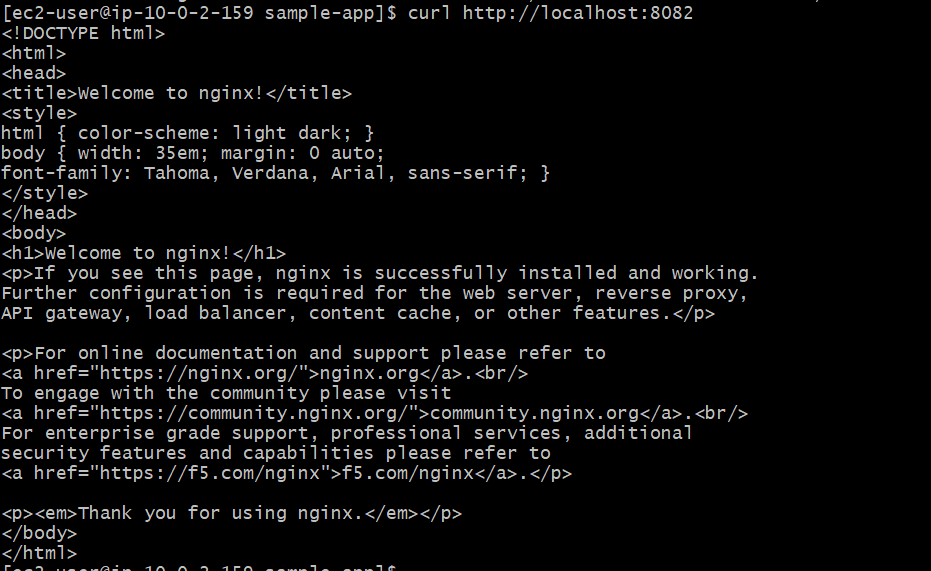 [ec2-user@ip-10-0-2-159 sample-app]$ curl http://localhost:8082
<!DOCTYPE html>
<html>
<head>
<title>Welcome to nginx!</title>
<style>
html { color-scheme: light dark; }
body { width: 35em; margin: 0 auto;
font-family: Tahoma, Verdana, Arial, sans-serif; }
</style>
</head>
<body>
<h1>Welcome to nginx!</h1>
<p>If you see this page, nginx is successfully installed and working.
Further configuration is required for the web server, reverse proxy,
API gateway, load balancer, content cache, or other features.</p>

<p>For online documentation and support please refer to
<a href="https://nginx.org/">nginx.org</a>.<br/>
To engage with the community please visit
<a href="https://community.nginx.org/">community.nginx.org</a>.<br/>
For enterprise grade support, professional services, additional
security features and capabilities please refer to
<a href="https://f5.com/nginx">f5.com/nginx</a>.</p>

<p><em>Thank you for using nginx.</em></p>
</body>
</html>
[ec2-user@ip-10-0-2-159 sample-app]$